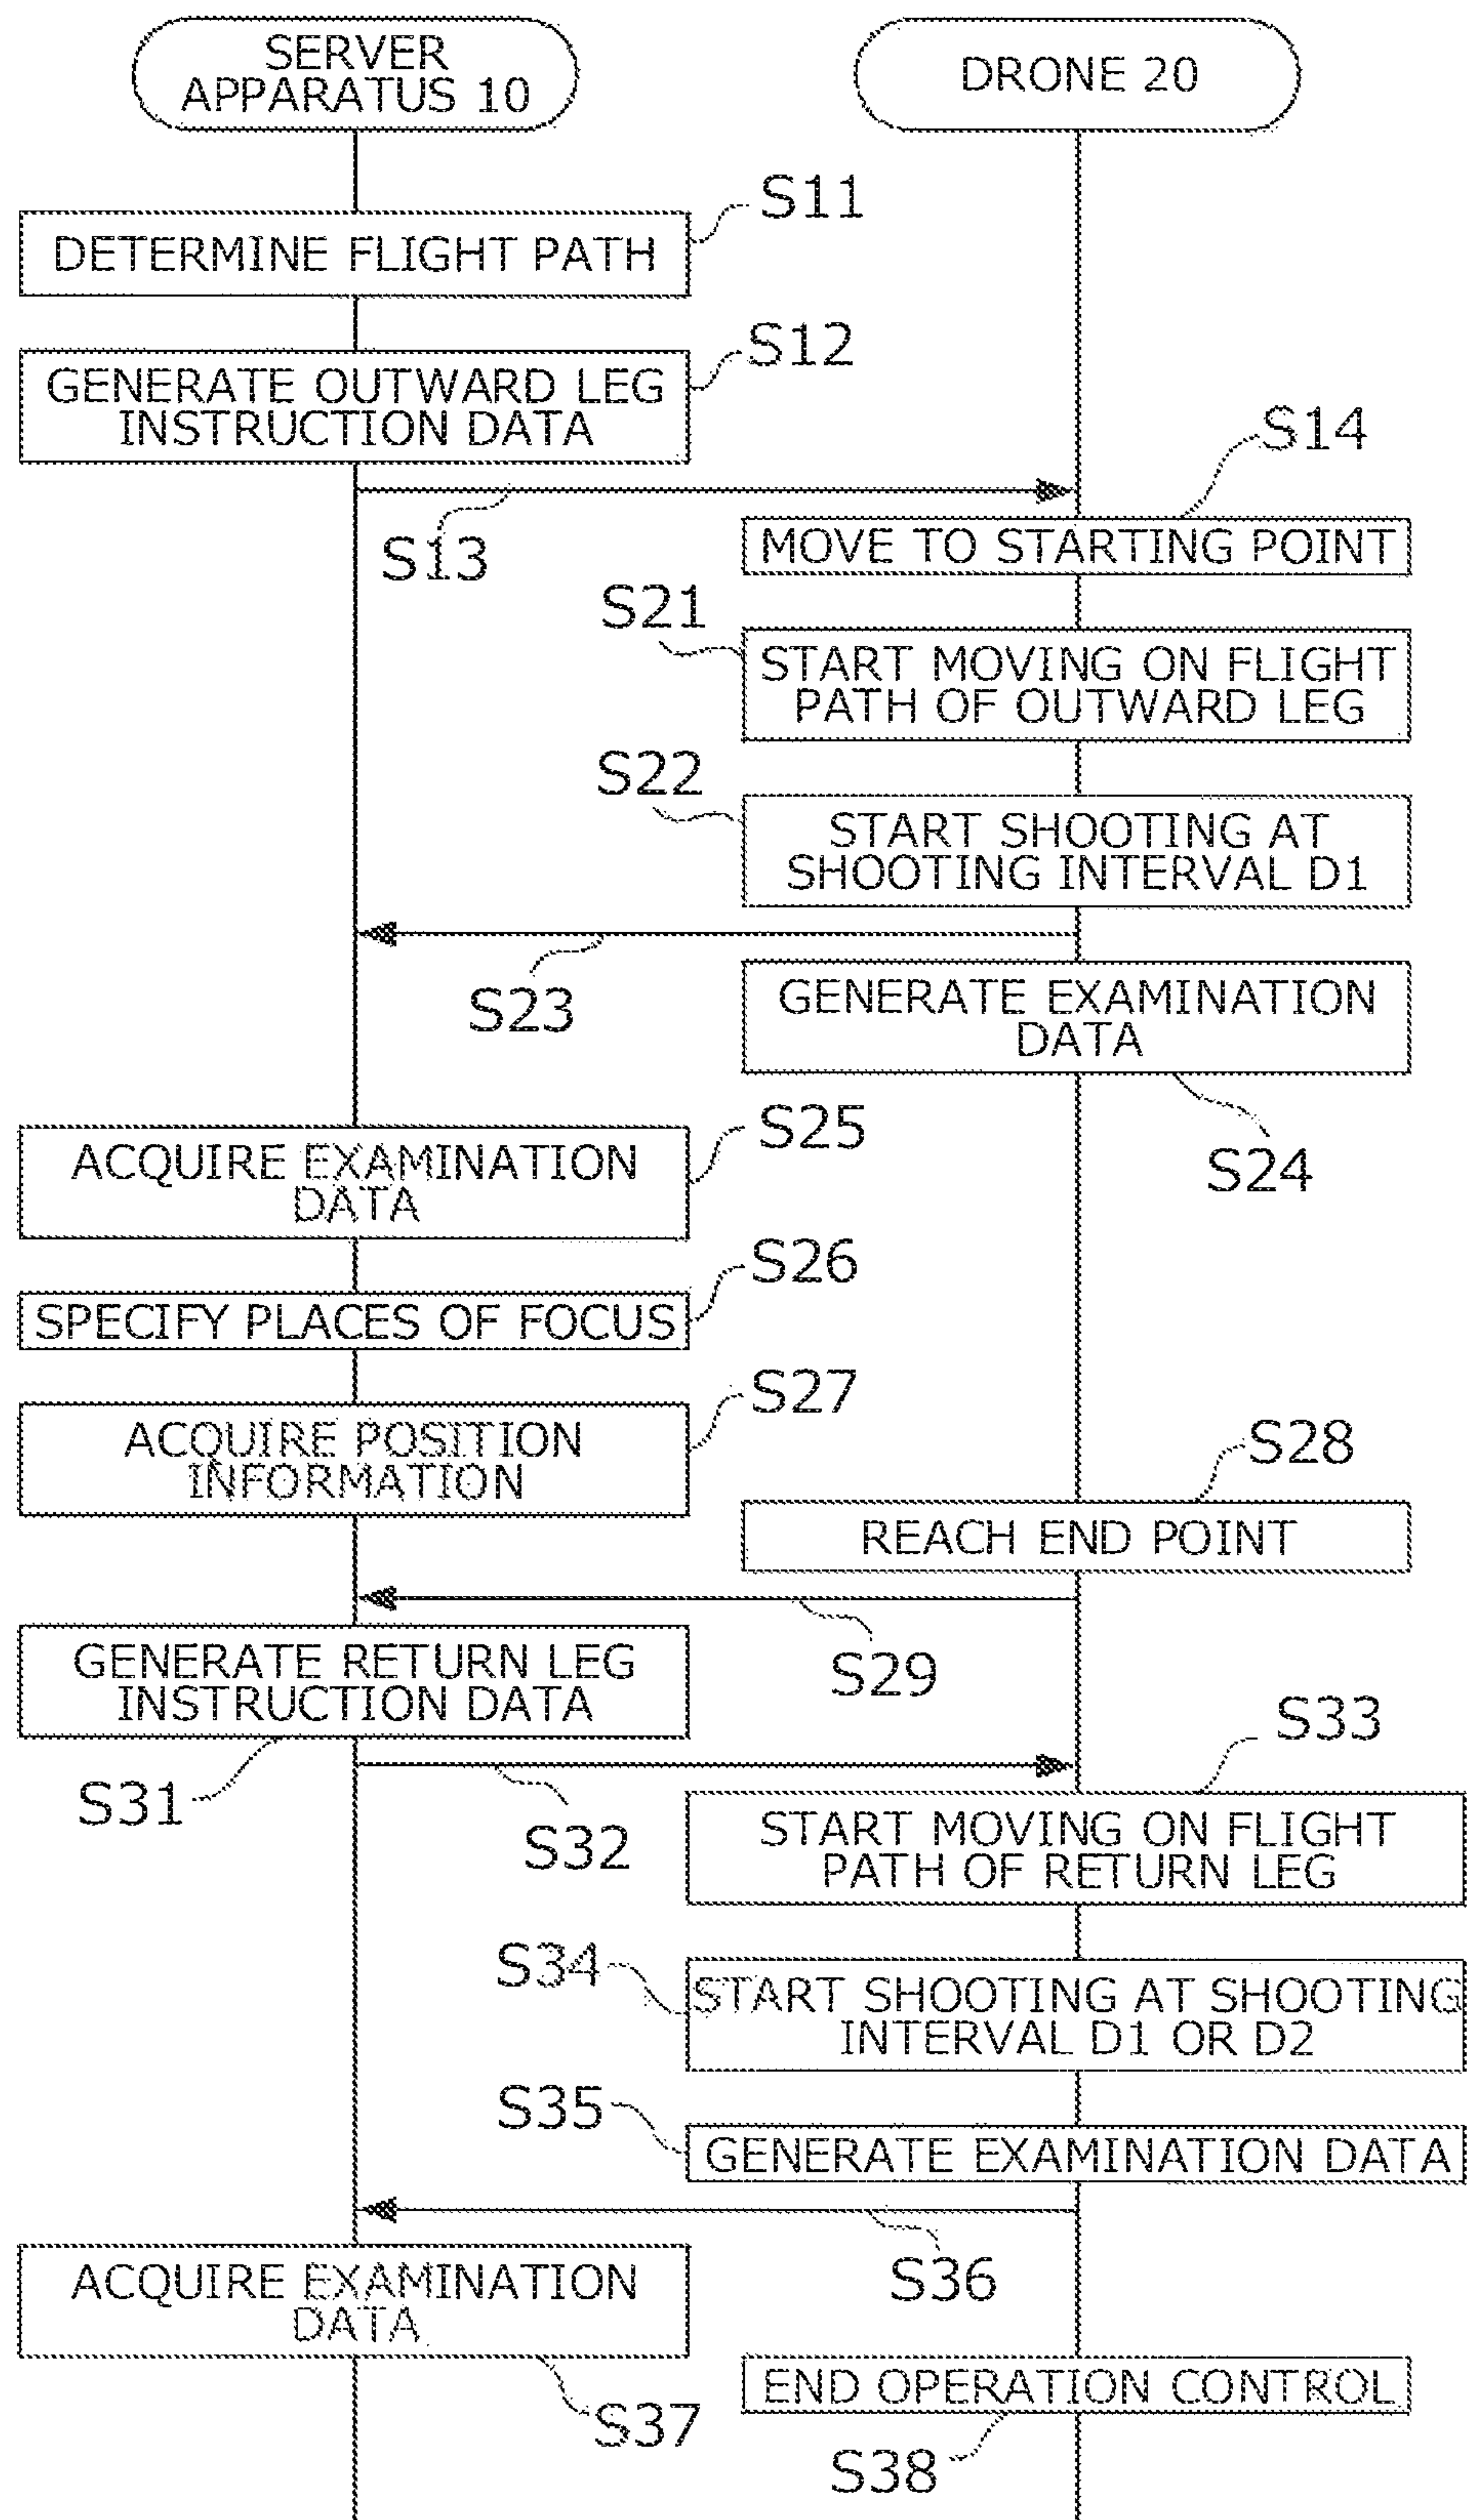 SERVER
APPARATUS 10
DRONE 20
S11
DETERMINE FLIGHT PATH
S12
GENERATE OUTWARD LEG
INSTRUCTION DATA
S14
S13
MOVE TO STARTING POINT
S21
START MOVING ON FLIGHT
PATH OF OUTWARD LEG
S22
START SHOOTING AT
SHOOTING INTERVAL D1
S23
GENERATE EXAMINATION
DATA
S25
S24
ACQUIRE EXAMINATION
DATA
S26
SPECIFY PLACES OF FOCUS
S27
ACQUIRE POSITION
INFORMATION
S28
REACH END POINT
S29
GENERATE RETURN LEG
INSTRUCTION DATA
S33
S31
S32
START MOVING ON FLIGHT
PATH OF RETURN LEG
S34
START SHOOTING AT SHOOTING
INTERVAL D1 OR D2
S35
GENERATE EXAMINATION DATA
S36
ACQUIRE EXAMINATION
DATA
S37
END OPERATION CONTROL
S38